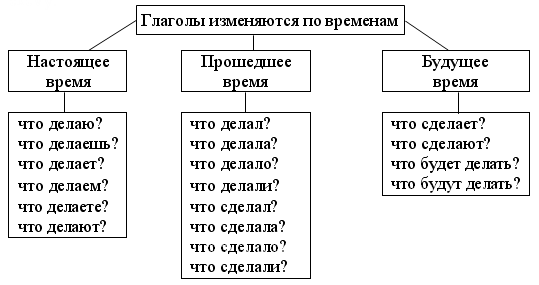 Глаголы изменяются по временам
Настоящее
время
что делаю?
что делаешь?
что делает?
что делаем?
что делаете?
что делают?
Прошедшее
время
что делал?
что делала?
что делало?
что делали?
что сделал?
что сделала?
что сделало?
что сделали?
Будущее
время
что сделает?
что сделают?
что будет делать?
что будут делать?